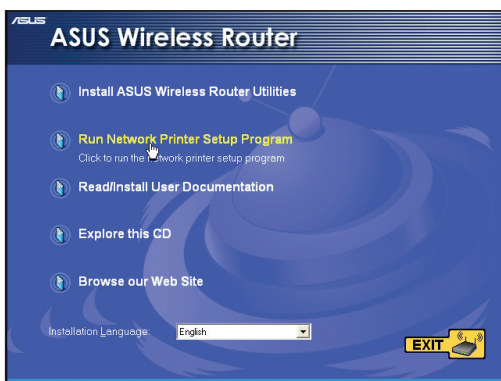 ASUS
ASUS Wireless Router
Install ASUS Wireless Router Utilities
Run Network Printer Setup Program
Click to run the network printer setup program
Read/Install User Documentation
Explore this CD
Browse our Web Site
Installation Language: English
EXIT